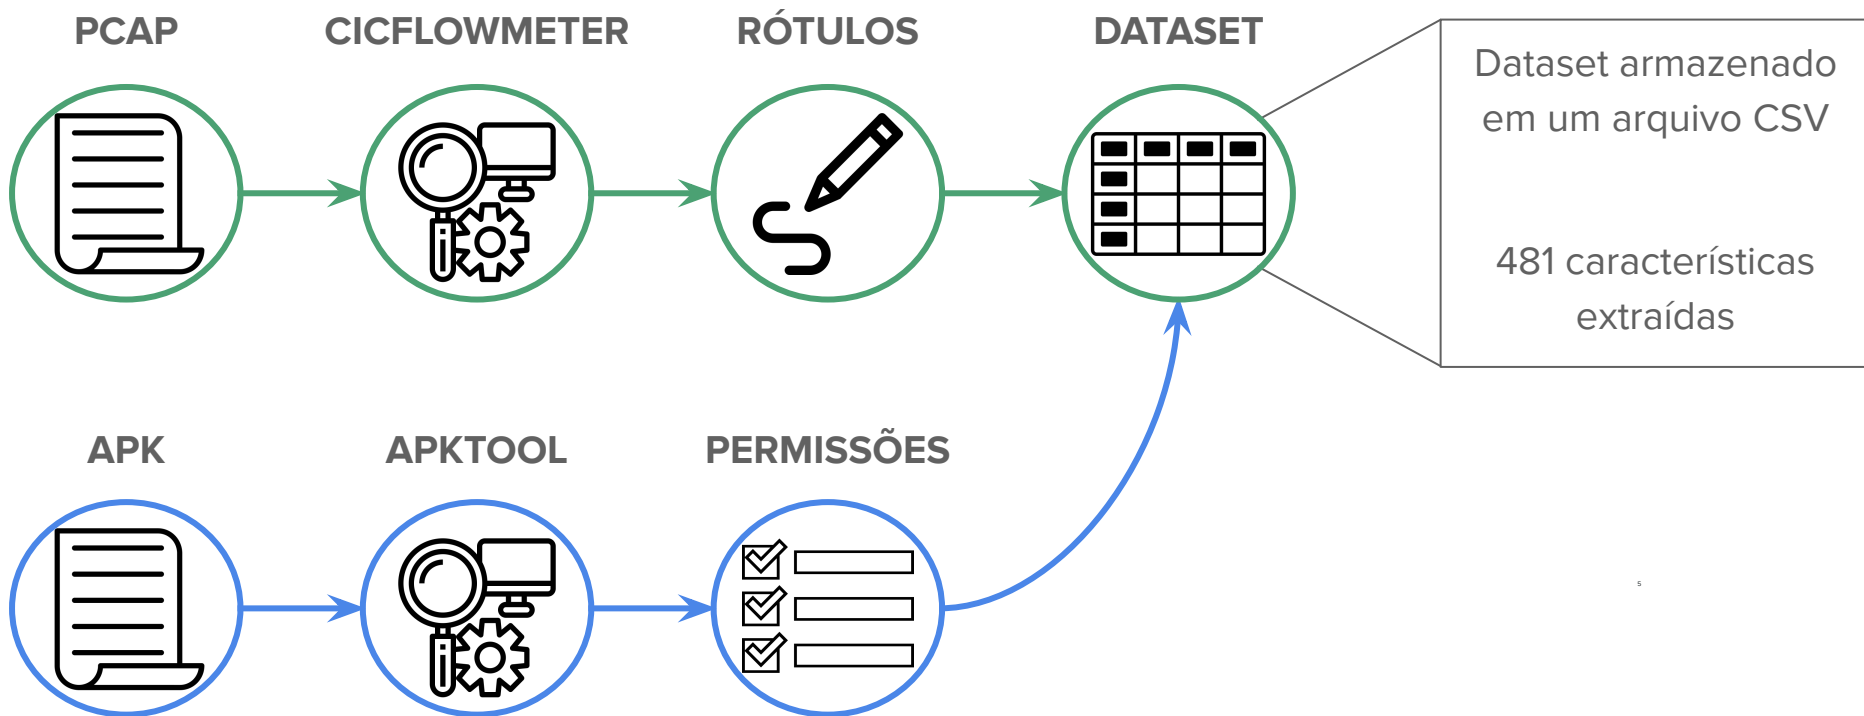 PCAP
CICFLOWMETER
RÓTULOS
DATASET
Dataset armazenado
em um arquivo CSV
481 características
extraídas
APK
APKTOOL
PERMISSÕES
s